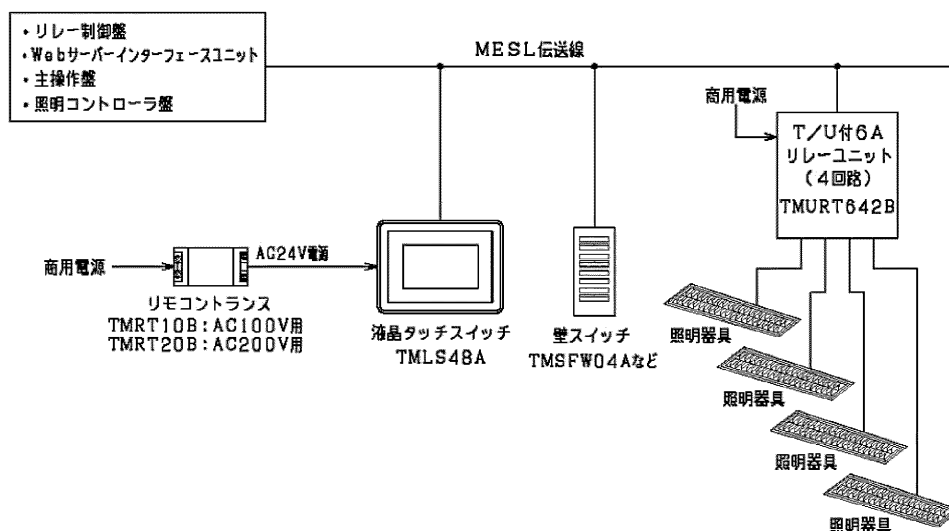 ・リレー制御盤
・Webサーバーインターフェースユニット
・主操作盤
・照明コントローラ盤
MESL伝送線
商用電源
T/U付6A
リレーユニット
(4回路)
TMURT642B
商用電源
AC24V電源
リモコントランス
TMRT10B:AC100V用
TMRT20B:AC200V用
液晶タッチスイッチ
TMLS48A
壁スイッチ
TMSFW04Aなど
照明器具
照明器具
照明器具
照明器具